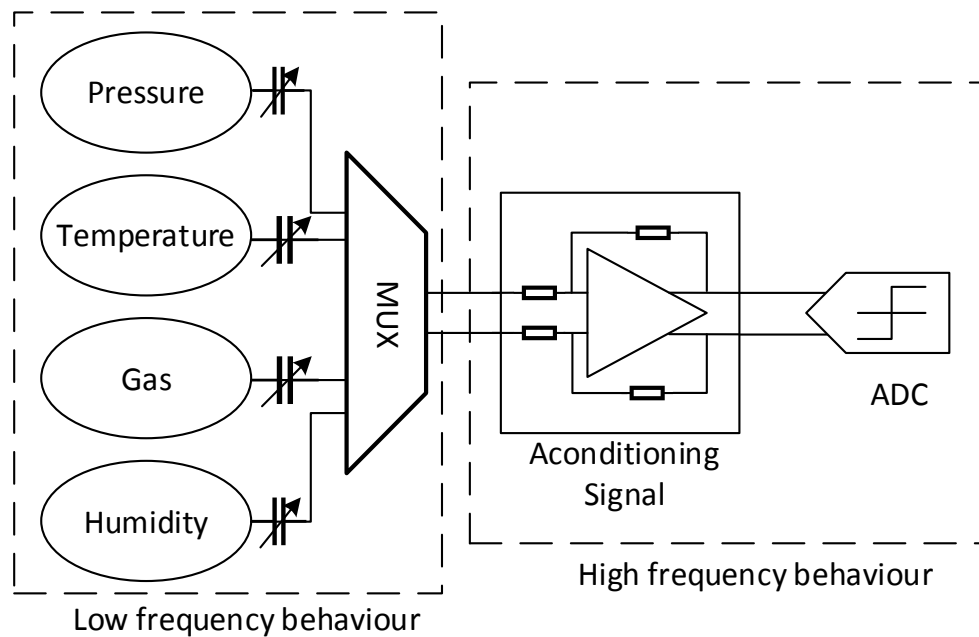 Pressure
Temperature
Gas
Humidity
MUX
Aconditioning
Signal
ADC
Low frequency behaviour
High frequency behaviour